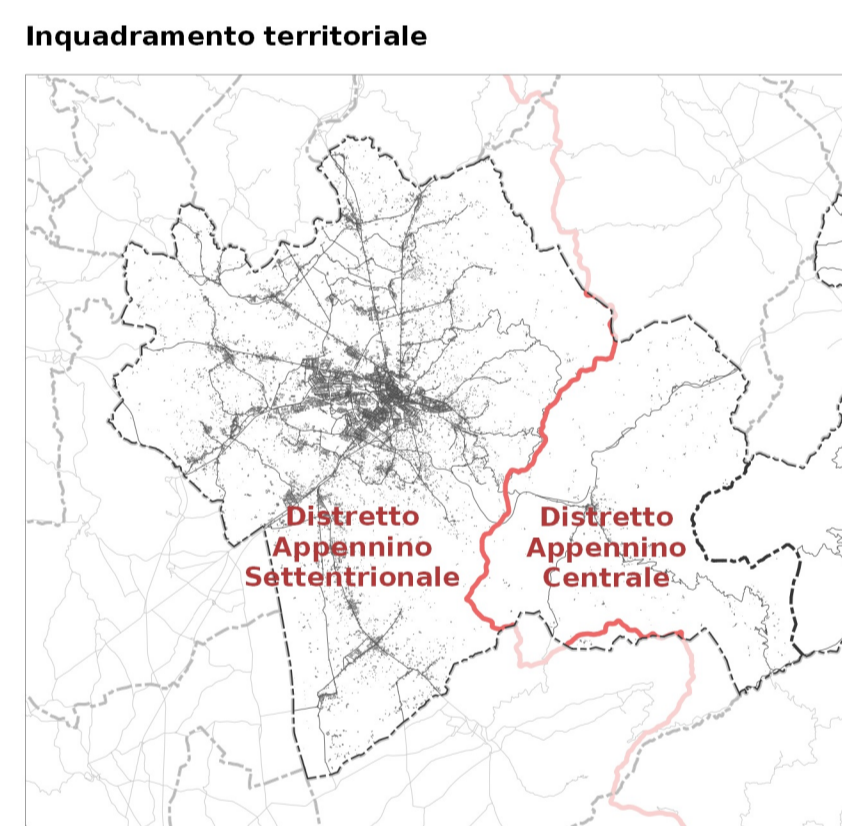 Inquadramento territoriale
Distretto
Appennino
Settentrionale
Distretto
Appennino
Centrale